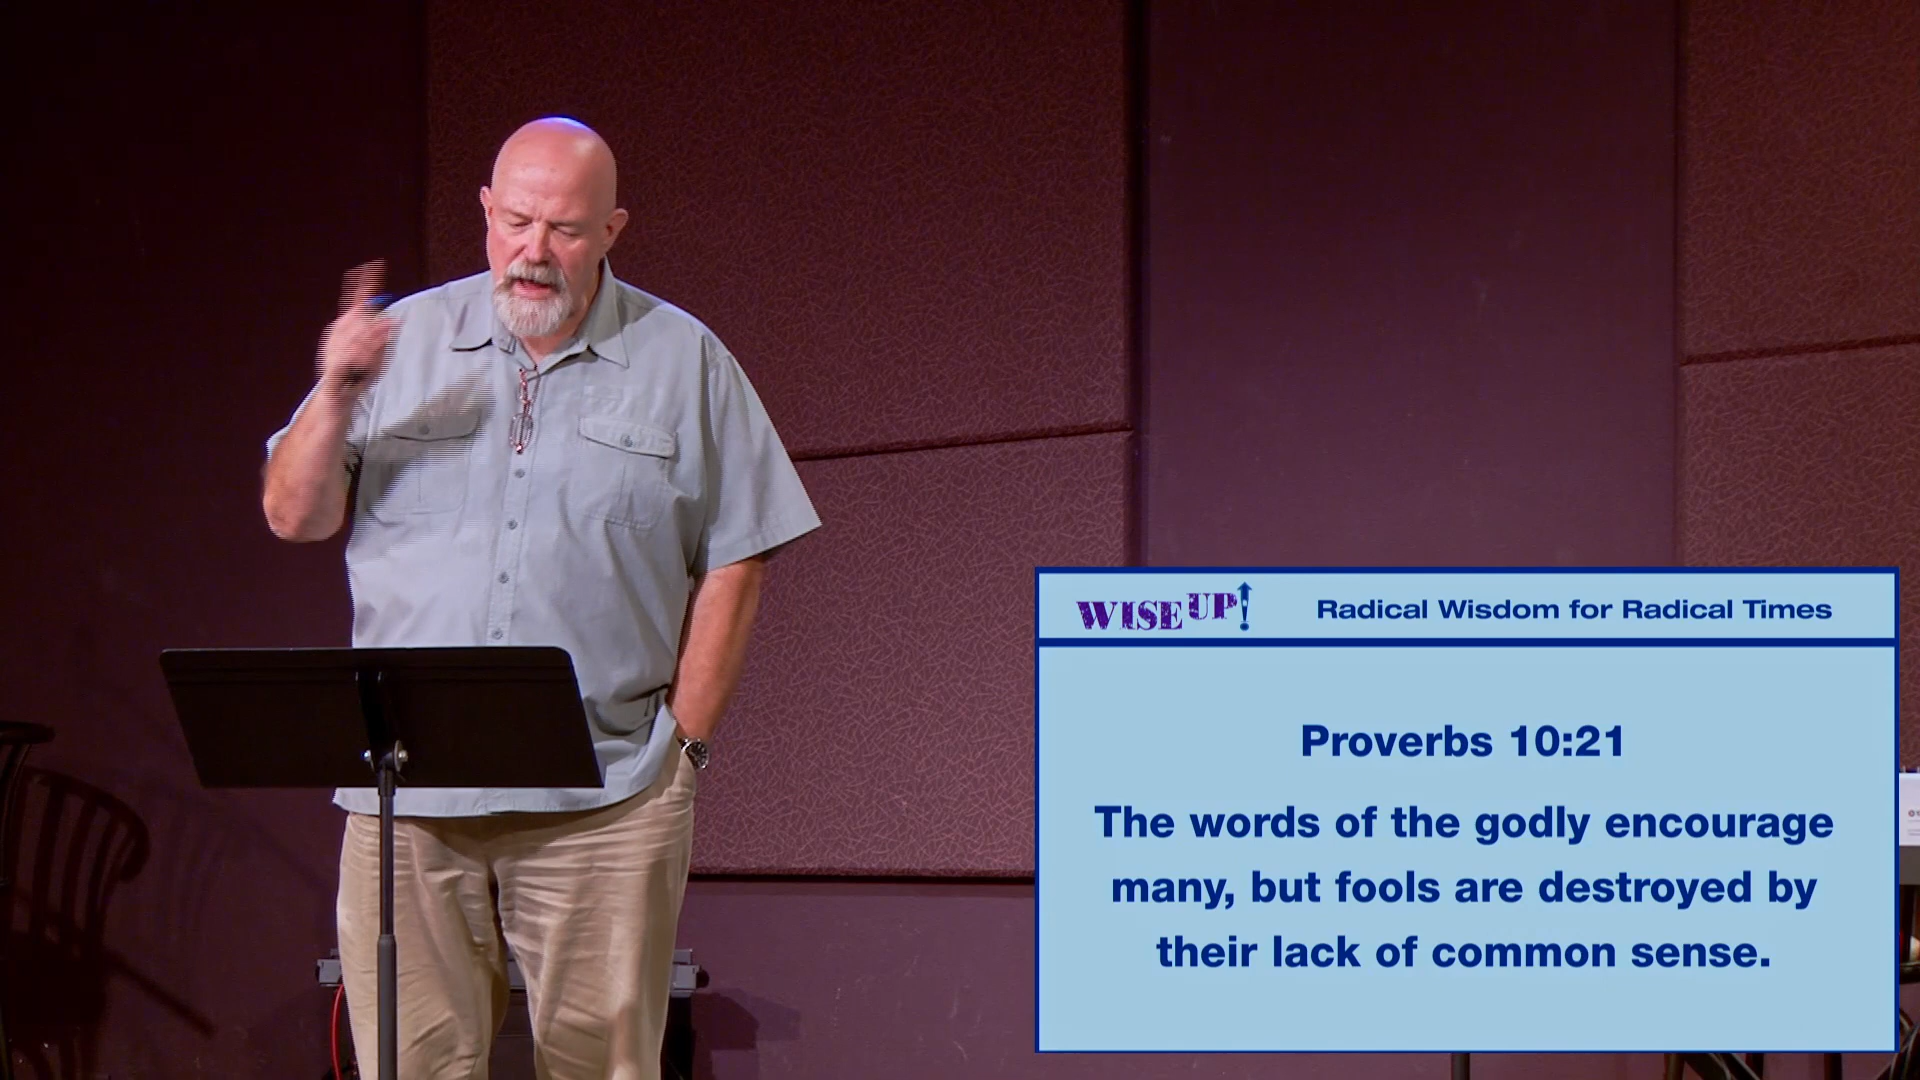 WISE UP! Radical Wisdom for Radical Times
Proverbs 10:21
The words of the godly encourage
many, but fools are destroyed by
their lack of common sense.